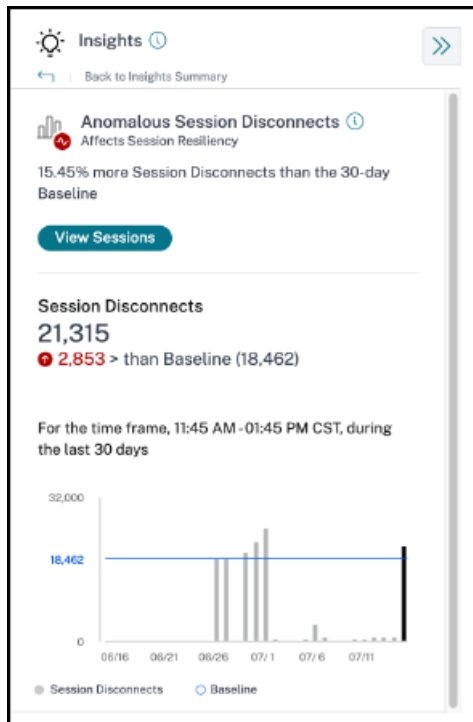 Insights
Back to Insights Summary
Anomalous Session Disconnects
Affects Session Resiliency
15.45% more Session Disconnects than the 30-day
Baseline
View Sessions
Session Disconnects
21,315
2,853 > than Baseline (18,462)
For the time frame, 11:45 AM-01:45 PM CST, during
the last 30 days
32,000
18,462
0
06/16 06/21 06/26 07/1 07/6 07/11
Session Disconnects Baseline